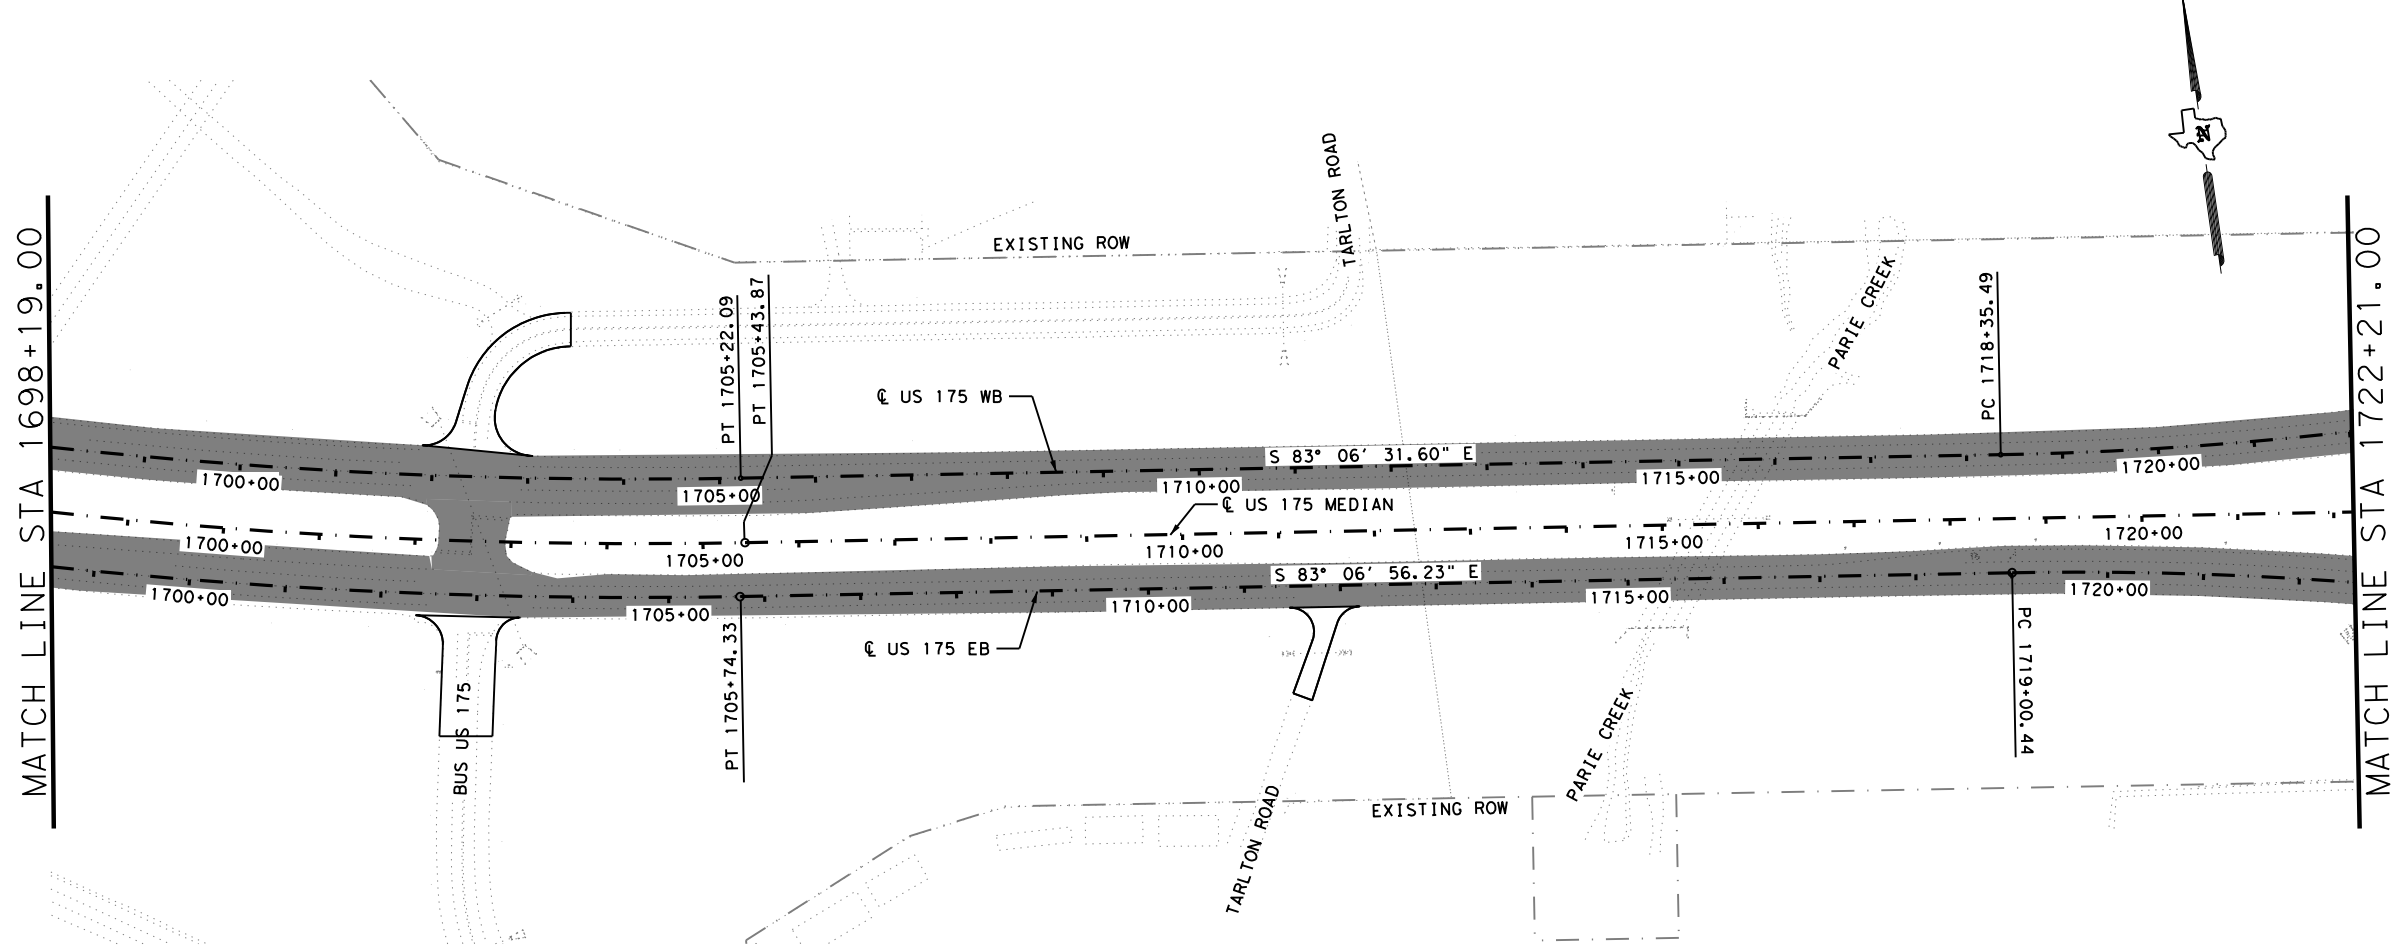 MATCH LINE STA 1698+19.00
EXISTING ROW
TARLTON ROAD
PT 1705+22.09
PT 1705+43.87
℄ US 175 WB
PARIE CREEK
PC 1718+35.49
N
S 83° 06' 31.60" E
1700+00
1705+00
1710+00
1715+00
1720+00
℄ US 175 MEDIAN
1700+00
1705+00
1710+00
1715+00
1720+00
S 83° 06' 56.23" E
1700+00
1705+00
1710+00
1715+00
1720+00
℄ US 175 EB
PT 1705+74.33
PC 1719+00.44
BUS US 175
TARLTON ROAD
EXISTING ROW
PARIE CREEK
MATCH LINE STA 1722+21.00